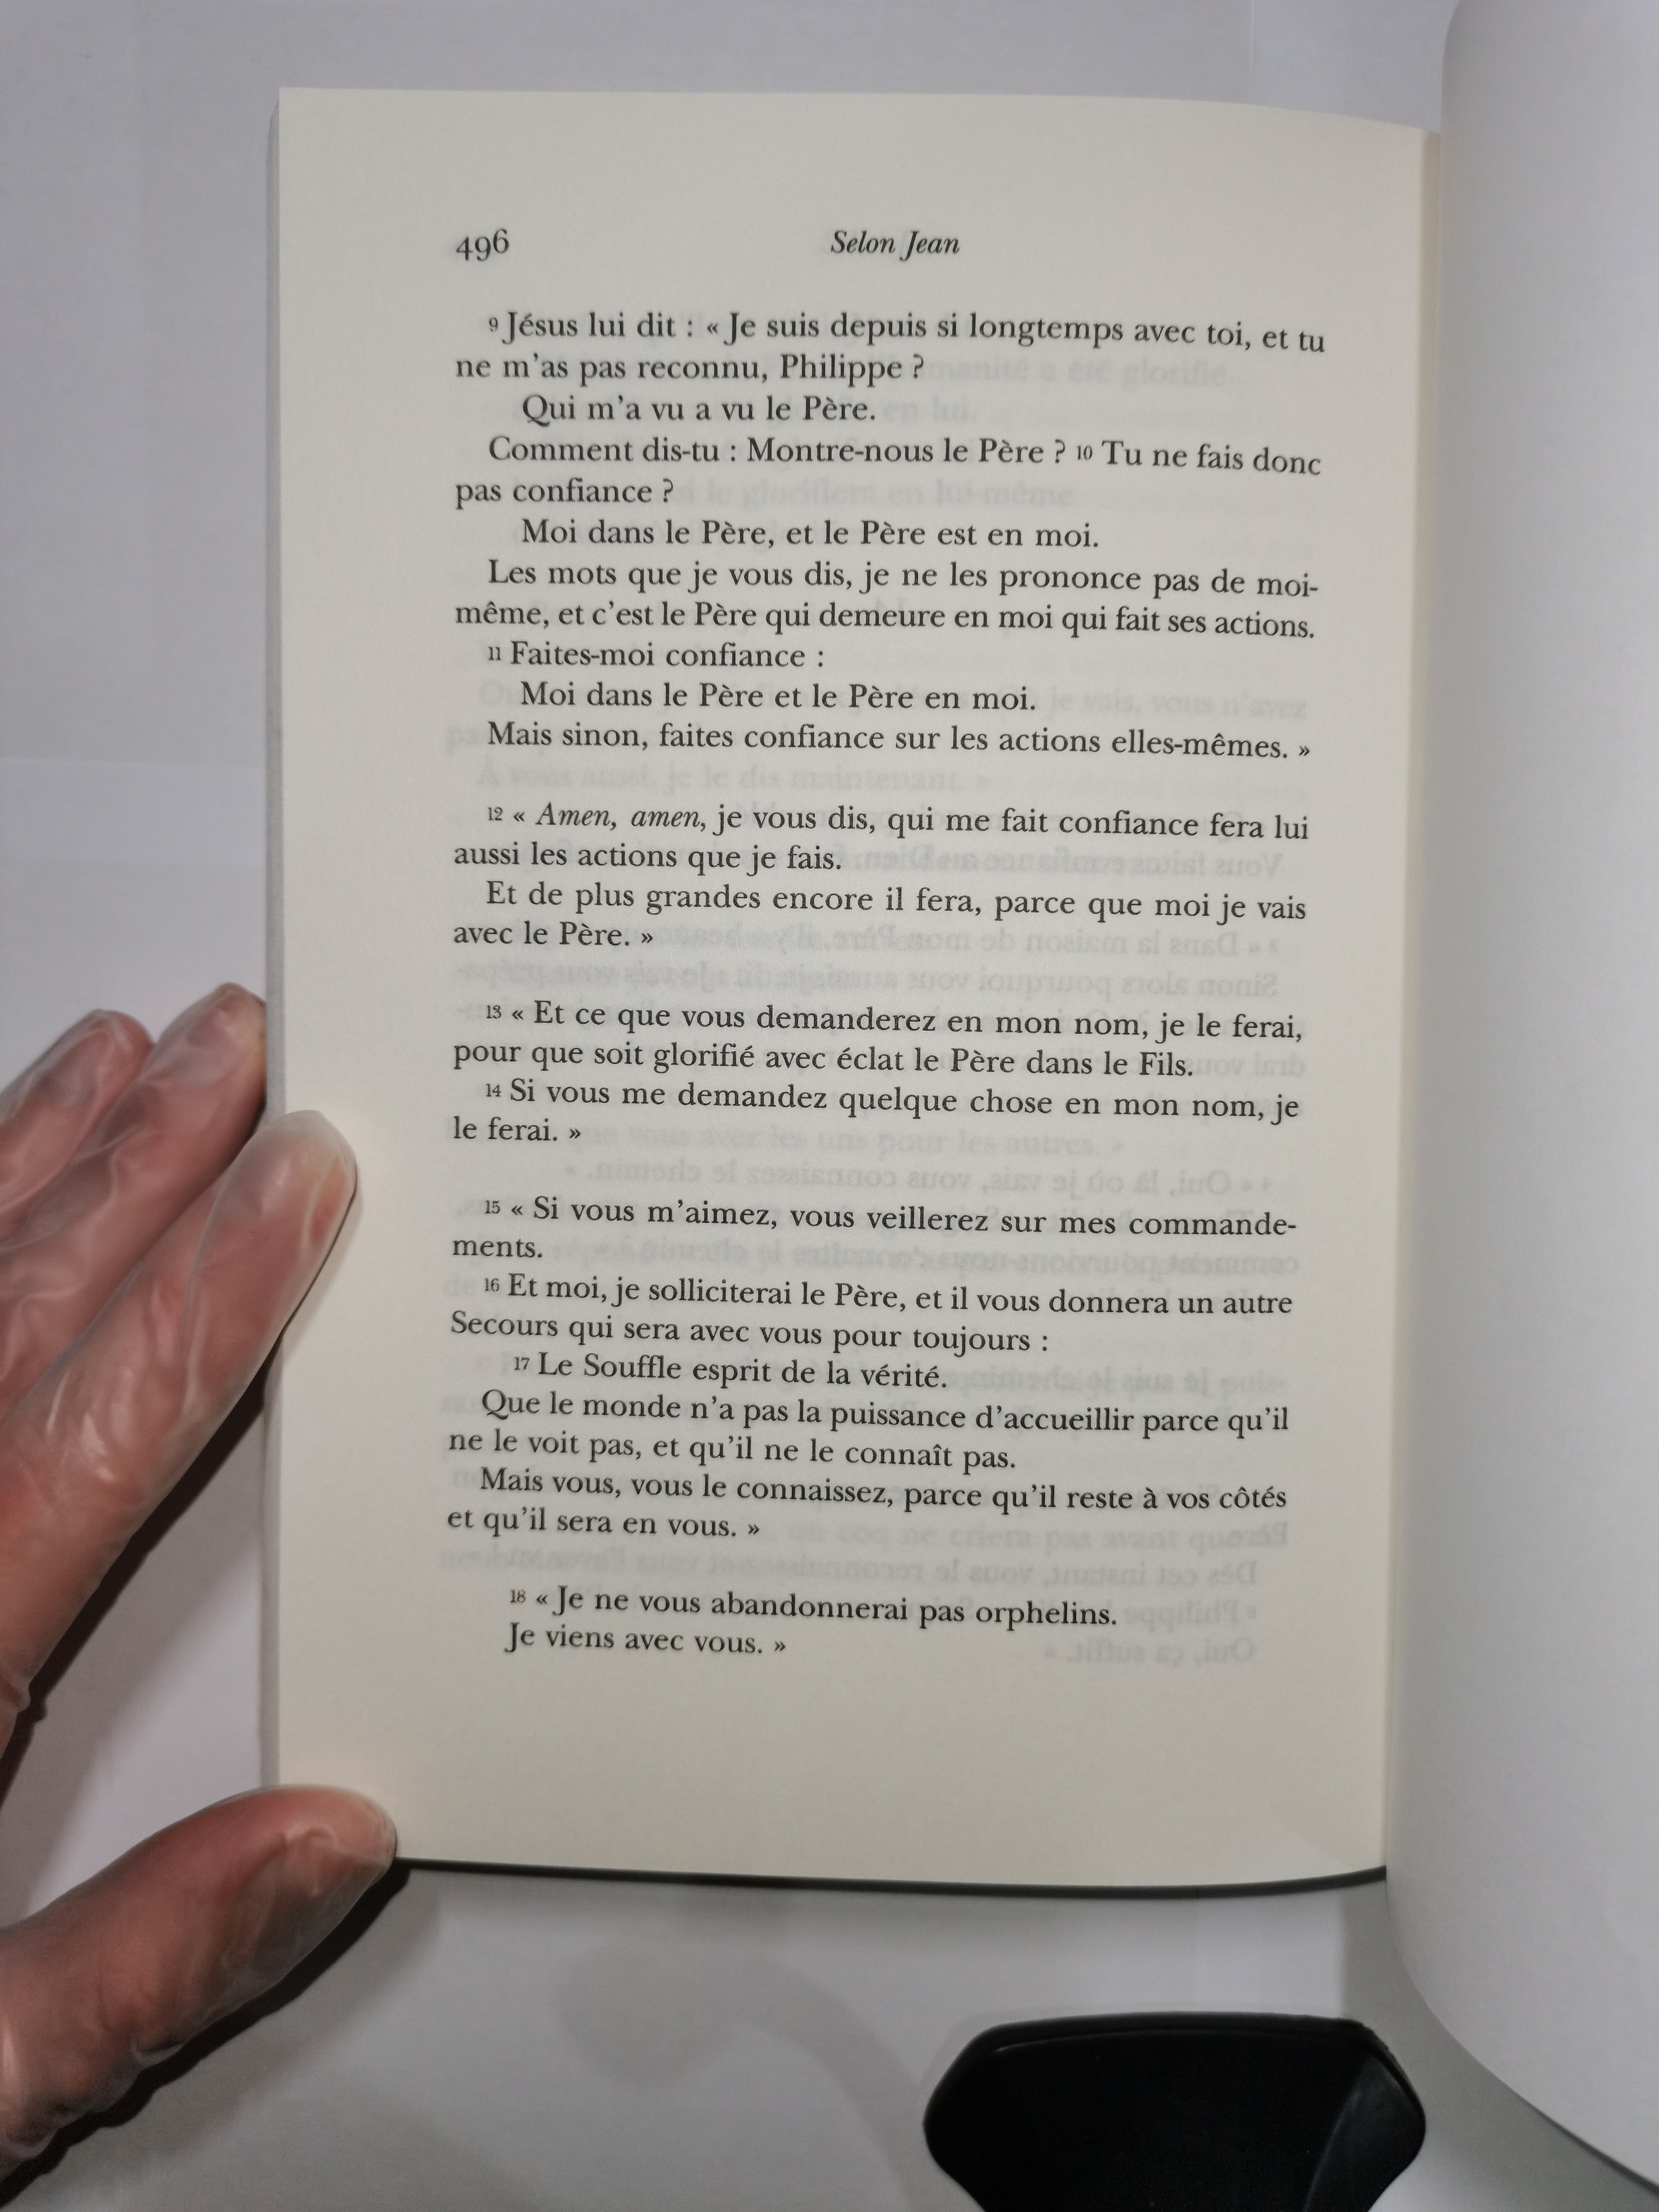 496 Selon Jean
9 Jésus lui dit : « Je suis depuis si longtemps avec toi, et tu
ne m'as pas reconnu, Philippe ?
Qui m'a vu a vu le Père.
Comment dis-tu : Montre-nous le Père ? 10 Tu ne fais donc
pas confiance ?
Moi dans le Père, et le Père est en moi.
Les mots que je vous dis, je ne les prononce pas de moi-
même, et c'est le Père qui demeure en moi qui fait ses actions.
11 Faites-moi confiance :
Moi dans le Père et le Père en moi.
Mais sinon, faites confiance sur les actions elles-mêmes. »
12 « Amen, amen, je vous dis, qui me fait confiance fera lui
aussi les actions que je fais.
Et de plus grandes encore il fera, parce que moi je vais
avec le Père. »
13 « Et ce que vous demanderez en mon nom, je le ferai,
pour que soit glorifié avec éclat le Père dans le Fils.
14 Si vous me demandez quelque chose en mon nom, je
le ferai. »
15 « Si vous m'aimez, vous veillerez sur mes commande-
ments.
16 Et moi, je solliciterai le Père, et il vous donnera un autre
Secours qui sera avec vous pour toujours :
17 Le Souffle esprit de la vérité.
Que le monde n'a pas la puissance d'accueillir parce qu'il
ne le voit pas, et qu'il ne le connaît pas.
Mais vous, vous le connaissez, parce qu'il reste à vos côtés
et qu'il sera en vous. »
18 « Je ne vous abandonnerai pas orphelins.
Je viens avec vous. »